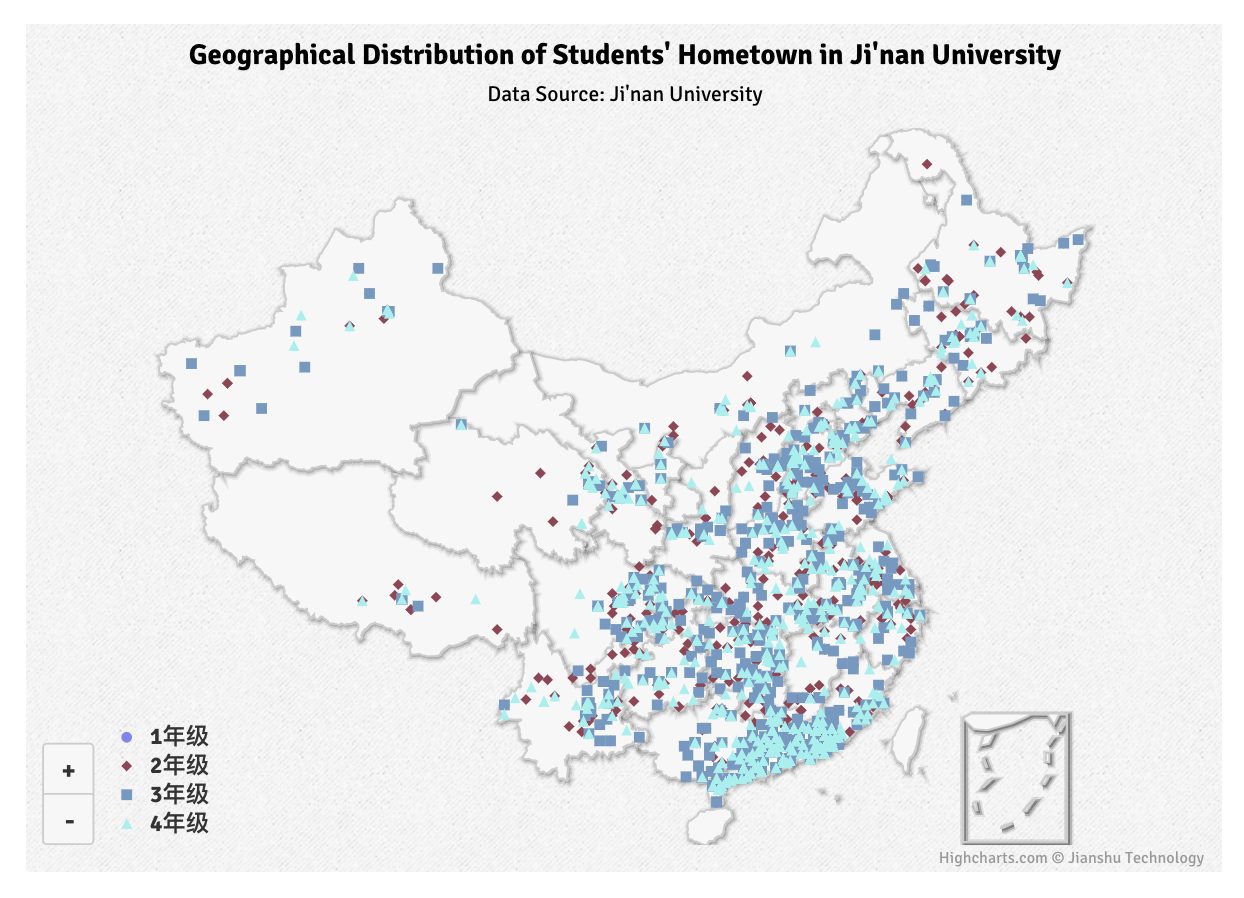 Geographical Distribution of Students' Hometown in Ji'nan University
Data Source: Ji'nan University
1年级
2年级
3年级
4年级
+
-
Highcharts.com © Jianshu Technology